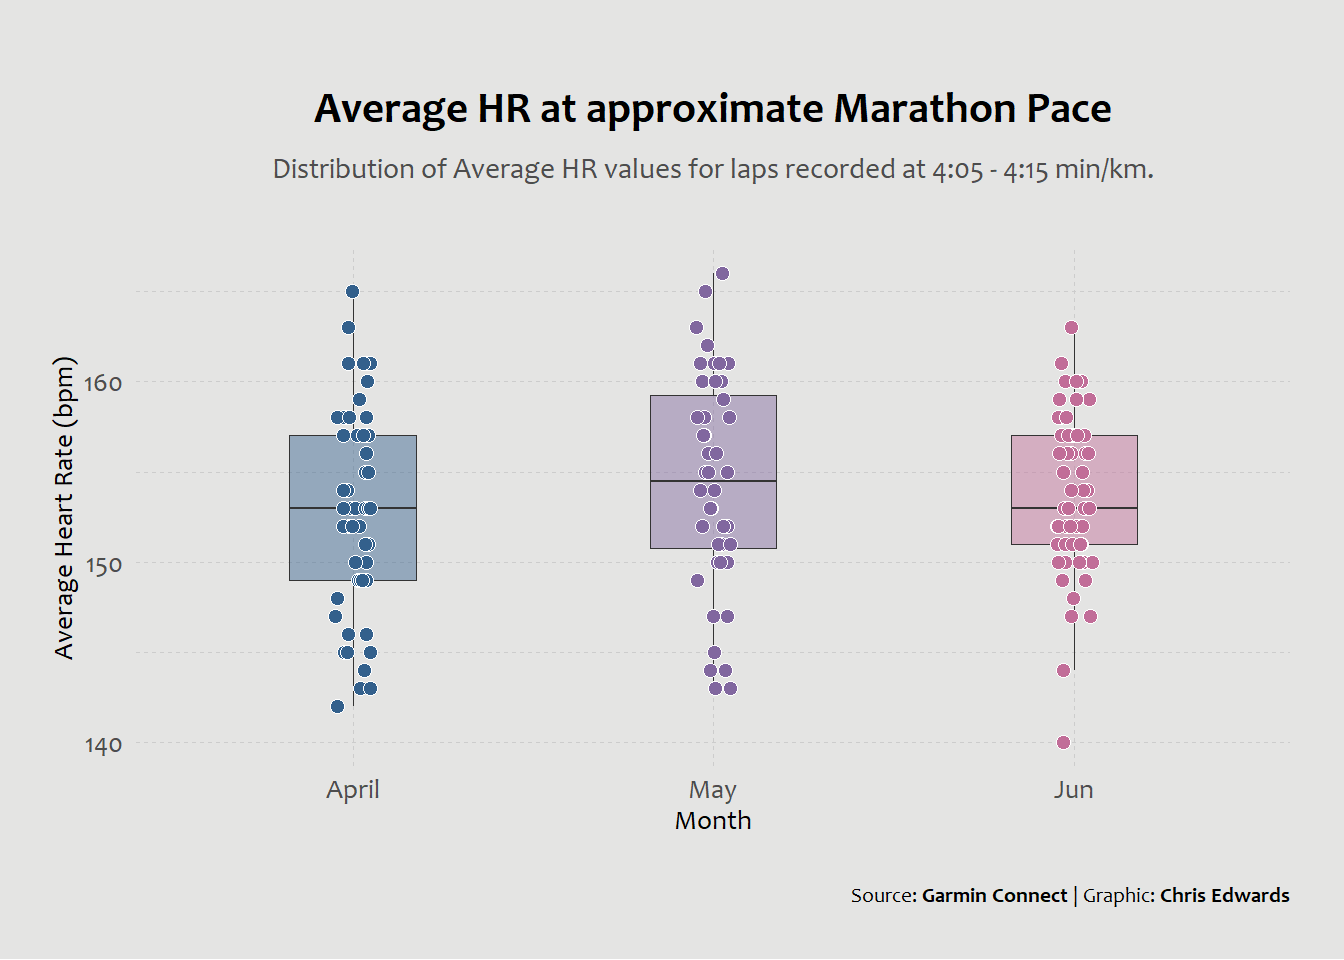 Average HR at approximate Marathon Pace
Distribution of Average HR values for laps recorded at 4:05 - 4:15 min/km.
Average Heart Rate (bpm)
160
150
140
April May Jun
Month
Source: Garmin Connect | Graphic: Chris Edwards